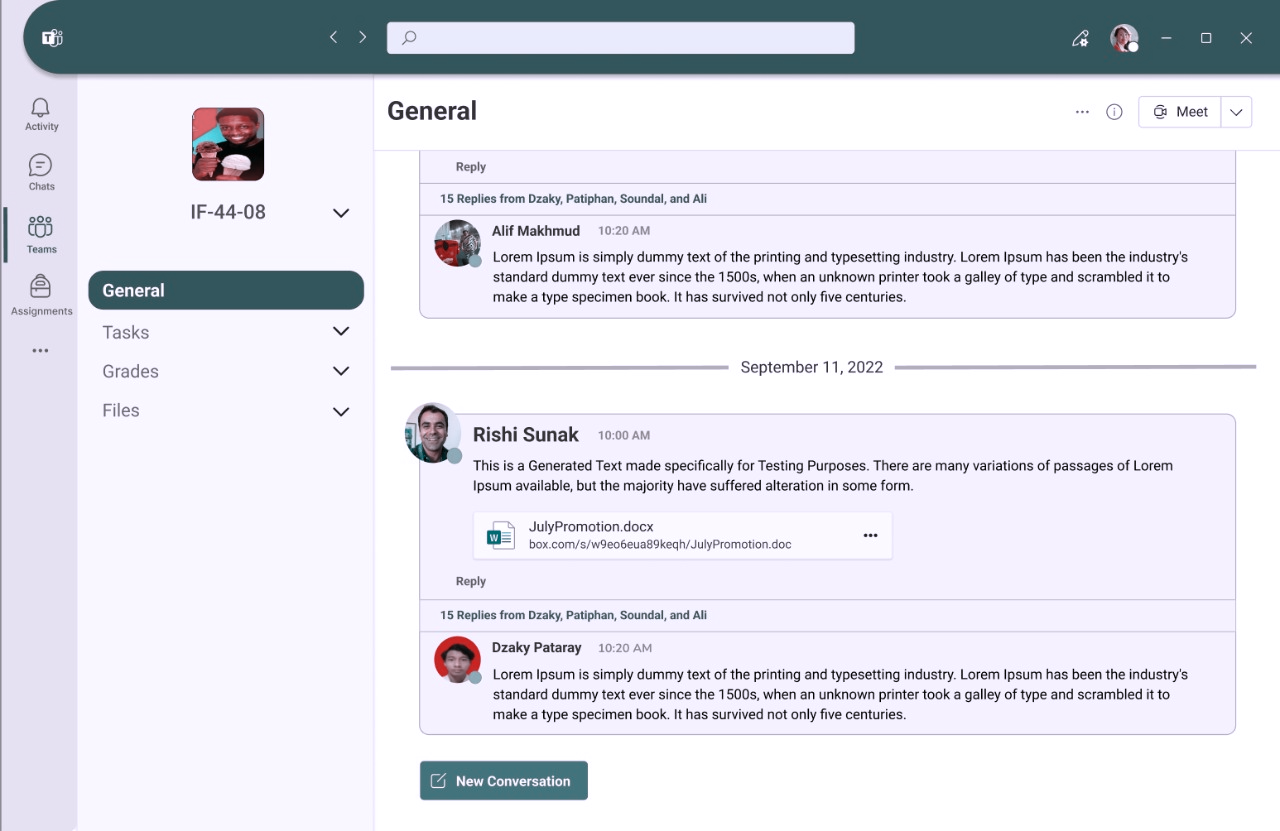 T
Activity
Chats
Teams
Assignments
IF-44-08
General
Tasks
Grades
Files
General
Meet
Reply
15 Replies from Dzaky, Patiphan, Soundal, and Ali
Alif Makhmud 10:20 AM
Lorem Ipsum is simply dummy text of the printing and typesetting industry. Lorem Ipsum has been the industry's
standard dummy text ever since the 1500s, when an unknown printer took a galley of type and scrambled it to
make a type specimen book. It has survived not only five centuries.
September 11, 2022
Rishi Sunak 10:00 AM
This is a Generated Text made specifically for Testing Purposes. There are many variations of passages of Lorem
Ipsum available, but the majority have suffered alteration in some form.
W
JulyPromotion.docx
box.com/s/w9eo6eua89keqh/JulyPromotion.doc
Reply
15 Replies from Dzaky, Patiphan, Soundal, and Ali
Dzaky Pataray 10:20 AM
Lorem Ipsum is simply dummy text of the printing and typesetting industry. Lorem Ipsum has been the industry's
standard dummy text ever since the 1500s, when an unknown printer took a galley of type and scrambled it to
make a type specimen book. It has survived not only five centuries.
New Conversation